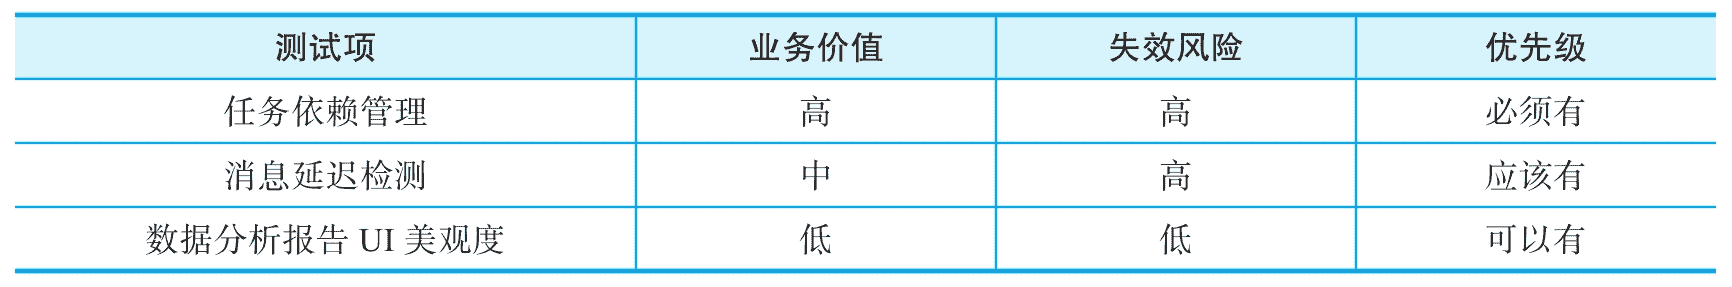 测试项 业务价值 失效风险 优先级
任务依赖管理 高 高 必须有
消息延迟检测 中 高 应该有
数据分析报告 UI 美观度 低 低 可以有